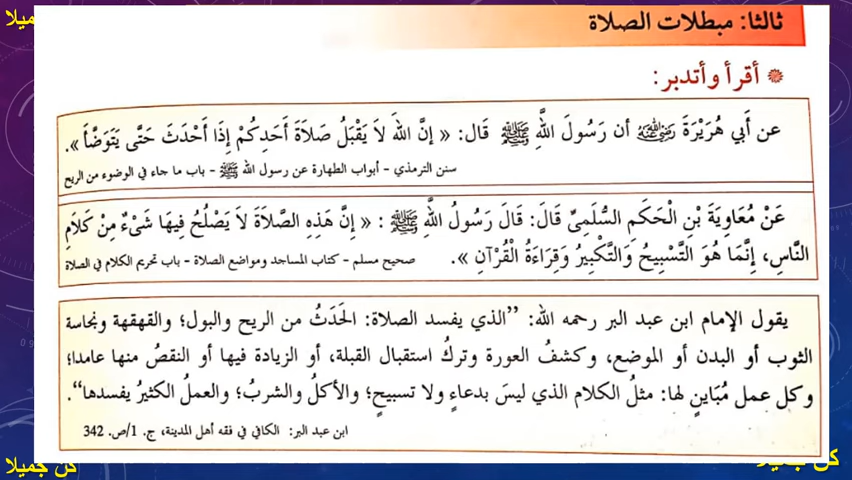 ثالثا: مبطلات الصلاة
أقرأ وأتدبر:
عن أَبِي هُرَيْرَةَ رضي الله عنه أن رَسُولَ اللَّهِ ﷺ قَال: « إنَّ اللهَ لاَ يَقْبَلُ صَلاَةَ أَحَدِكُمْ إِذَا أَحْدَثَ حَتَّى يَتَوَضَّأَ ».
سنن الترمذي - أبواب الطهارة عن رسول الله ﷺ - باب ما جاء في الوضوء من الريح
عَنْ مُعَاوِيَةَ بْنِ الْحَكَمِ السُّلَمِيِّ قَالَ: قَالَ رَسُولُ اللَّهِ ﷺ : « إِنَّ هَذِهِ الصَّلاَةَ لاَ يَصْلُحُ فِيهَا شَيْءٌ مِنْ كَلاَمِ
النَّاسِ، إِنَّمَا هُوَ التَّسْبِيحُ وَالتَّكْبِيرُ وَقِرَاءَةُ الْقُرْآنِ ». صحيح مسلم - كتاب المساجد ومواضع الصلاة - باب تحريم الكلام في الصلاة
يقول الإمام ابن عبد البر رحمه الله: ”الذي يفسد الصلاة: الحَدَثُ من الريح والبول؛ والقهقهة ونجاسة
الثوب أو البدن أو الموضع، وكشفُ العورة وتركُ استقبال القبلة، أو الزيادة فيها أو النقصُ منها عامدا؛
وكل عمل مُبَاينٍ لها: مثلُ الكلام الذي ليسَ بدعاءٍ ولا تسبيحٍ؛ والأكلُ والشربُ؛ والعملُ الكثيرُ يفسدها“.
ابن عبد البر: الكافي في فقه أهل المدينة، ج. 1/ص. 342
كن جميلا
كن جميلا